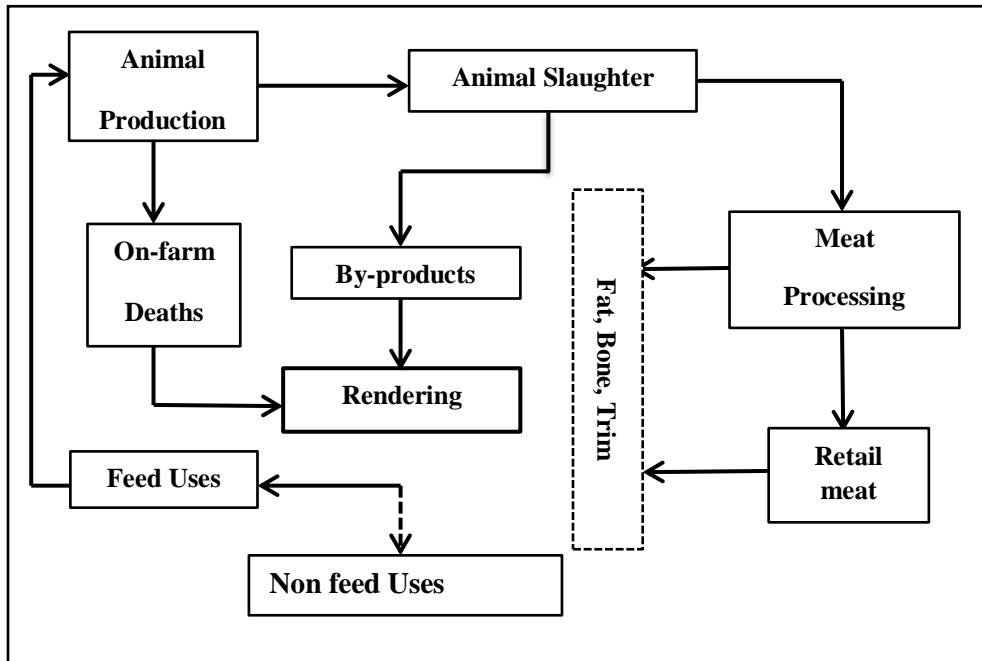 Animal
Production
Animal Slaughter
On-farm
Deaths
By-products
Fat, Bone, Trim
Meat
Processing
Rendering
Retail
meat
Feed Uses
Non feed Uses